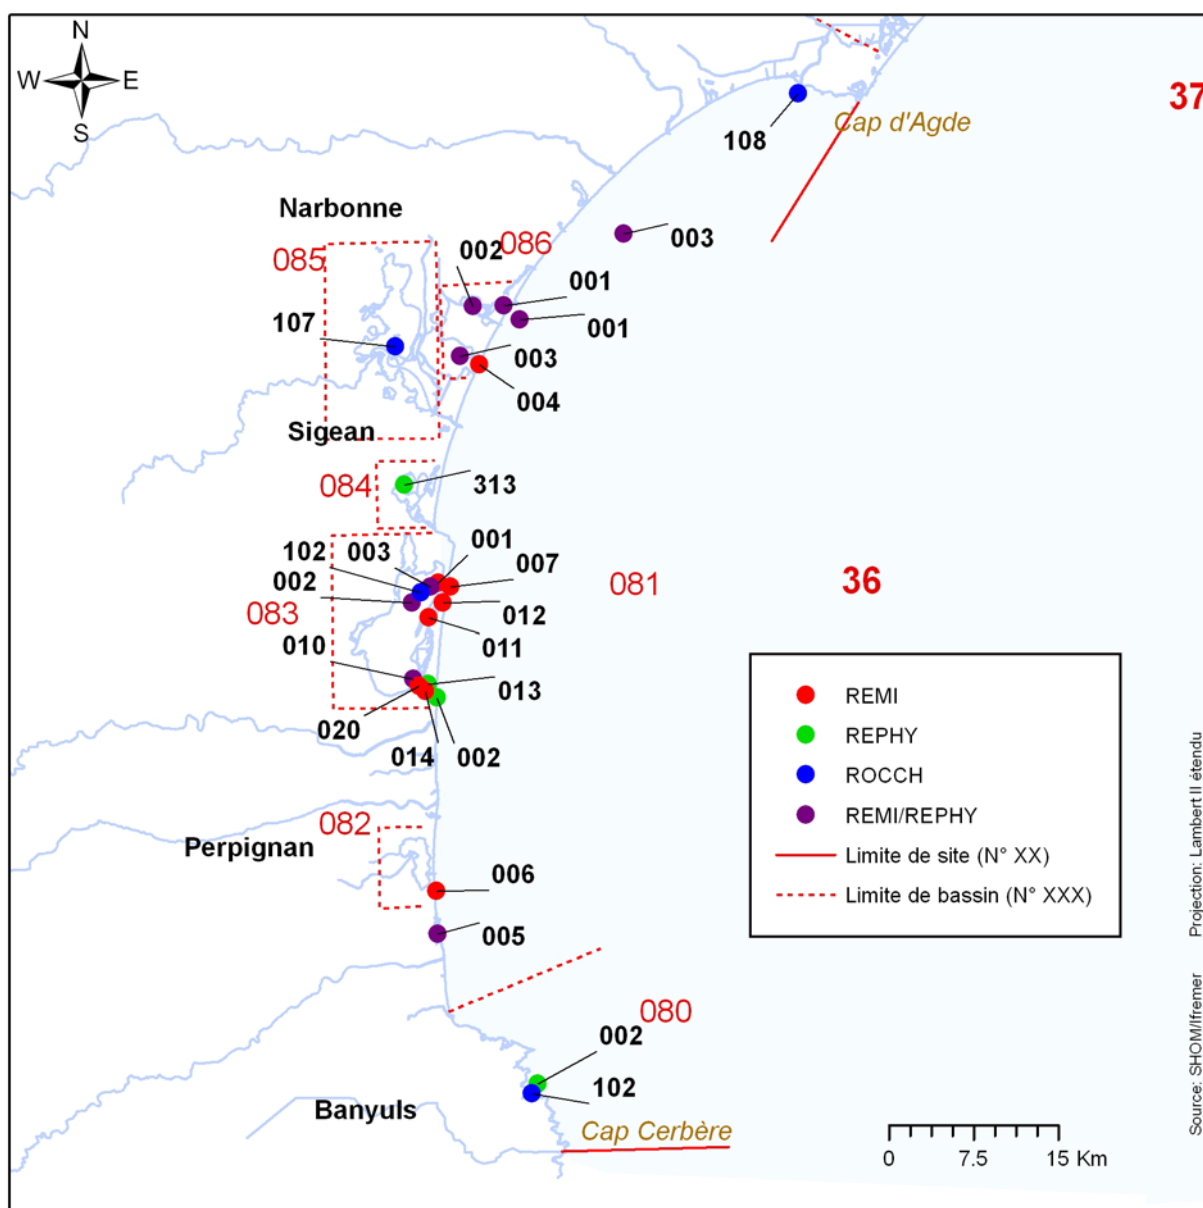 N
W E
S
37
Cap d'Agde
108
Narbonne
003
002
086
085
001
107
001
003
004
Sigean
084
313
102
003
001
007
002
081
36
083
012
010
011
013
020
014
002
REMI
REPHY
ROCCH
REMI/REPHY
Limite de site (N° XX)
Limite de bassin (N° XXX)
082
Perpignan
006
005
080
002
102
Banyuls
Cap Cerbère
0 7.5 15 Km
Projection: Lambert II étendu
Source: SHOM/Ifremer